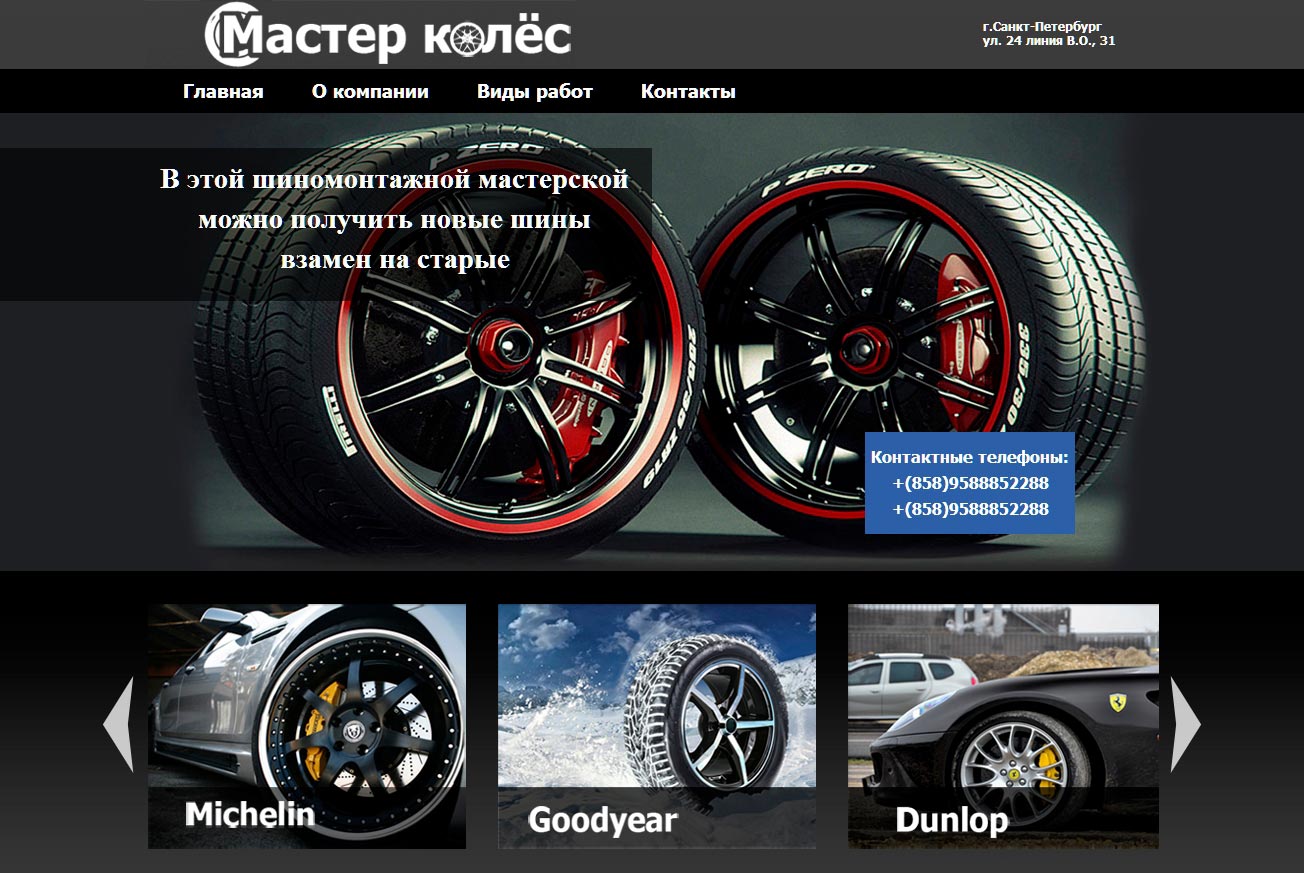 Мастер колёс
г.Санкт-Петербург
ул. 24 линия В.О., 31
Главная О компании Виды работ Контакты
В этой шиномонтажной мастерской
можно получить новые шины
взамен на старые
P ZERO
P ZERO
PIRELLI
Контактные телефоны:
+(858)9588852288
+(858)9588852288
Michelin
Goodyear
Dunlop